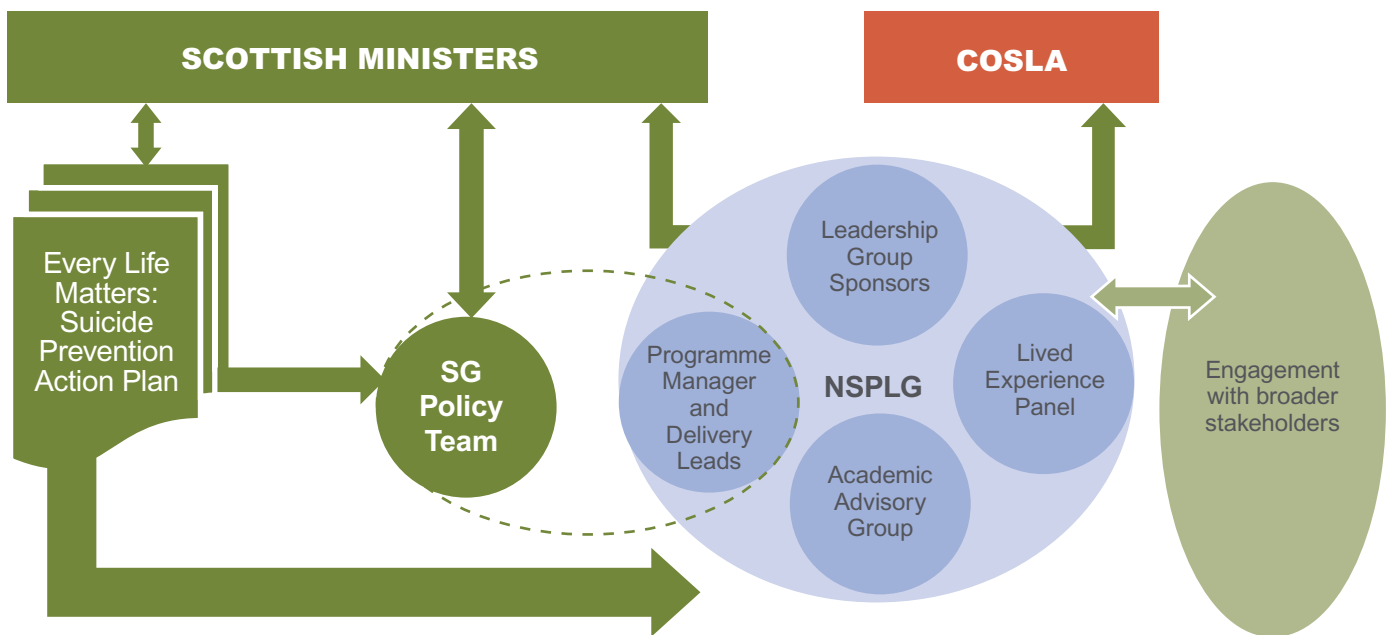 SCOTTISH MINISTERS
COSLA
Every Life
Matters:
Suicide
Prevention
Action Plan
SG
Policy
Team
Programme
Manager
and
Delivery
Leads
Leadership
Group
Sponsors
NSPLG
Lived
Experience
Panel
Academic
Advisory
Group
Engagement
with broader
stakeholders